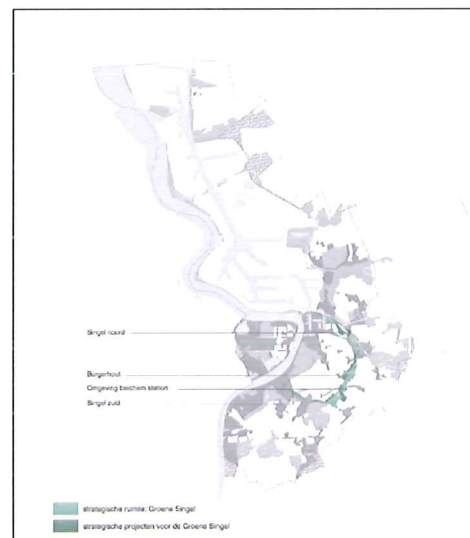 Singel noord
Borgerhout
Omgeving berchem station
Singel zuid
strategische ruimte: Groene Singel
strategische projecten voor de Groene Singel